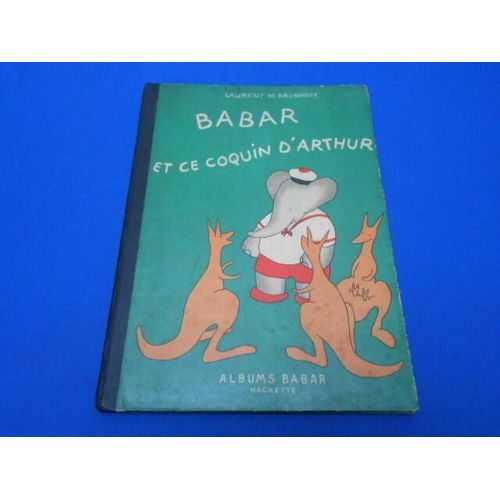 LAURENT DE BRUNHOFF
BABAR
ET CE COQUIN D'ARTHUR
ALBUMS BABAR
HACHETTE